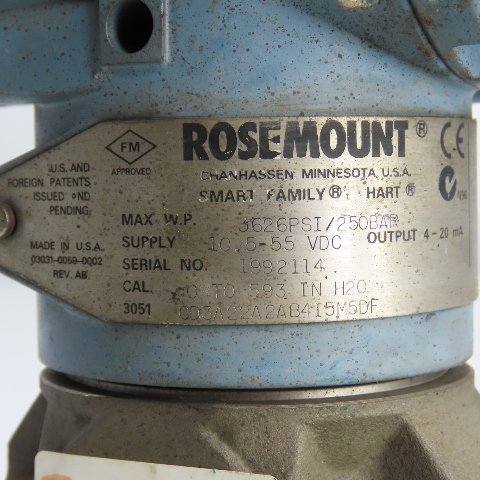 FM
APPROVED
ROSEMOUNT®
CE
CHANHASSEN MINNESOTA, U.S.A.
SMART FAMILY® HART®
U.S. AND
FOREIGN PATENTS
ISSUED AND
PENDING.
MAX. W.P. 3626PSI/250BAR
SUPPLY 10.5-55 VDC OUTPUT 4-20 mA
SERIAL NO. 1992114
CAL. TO 393 IN H2O
3051
MADE IN U.S.A.
03031-0059-0002
REV. AB